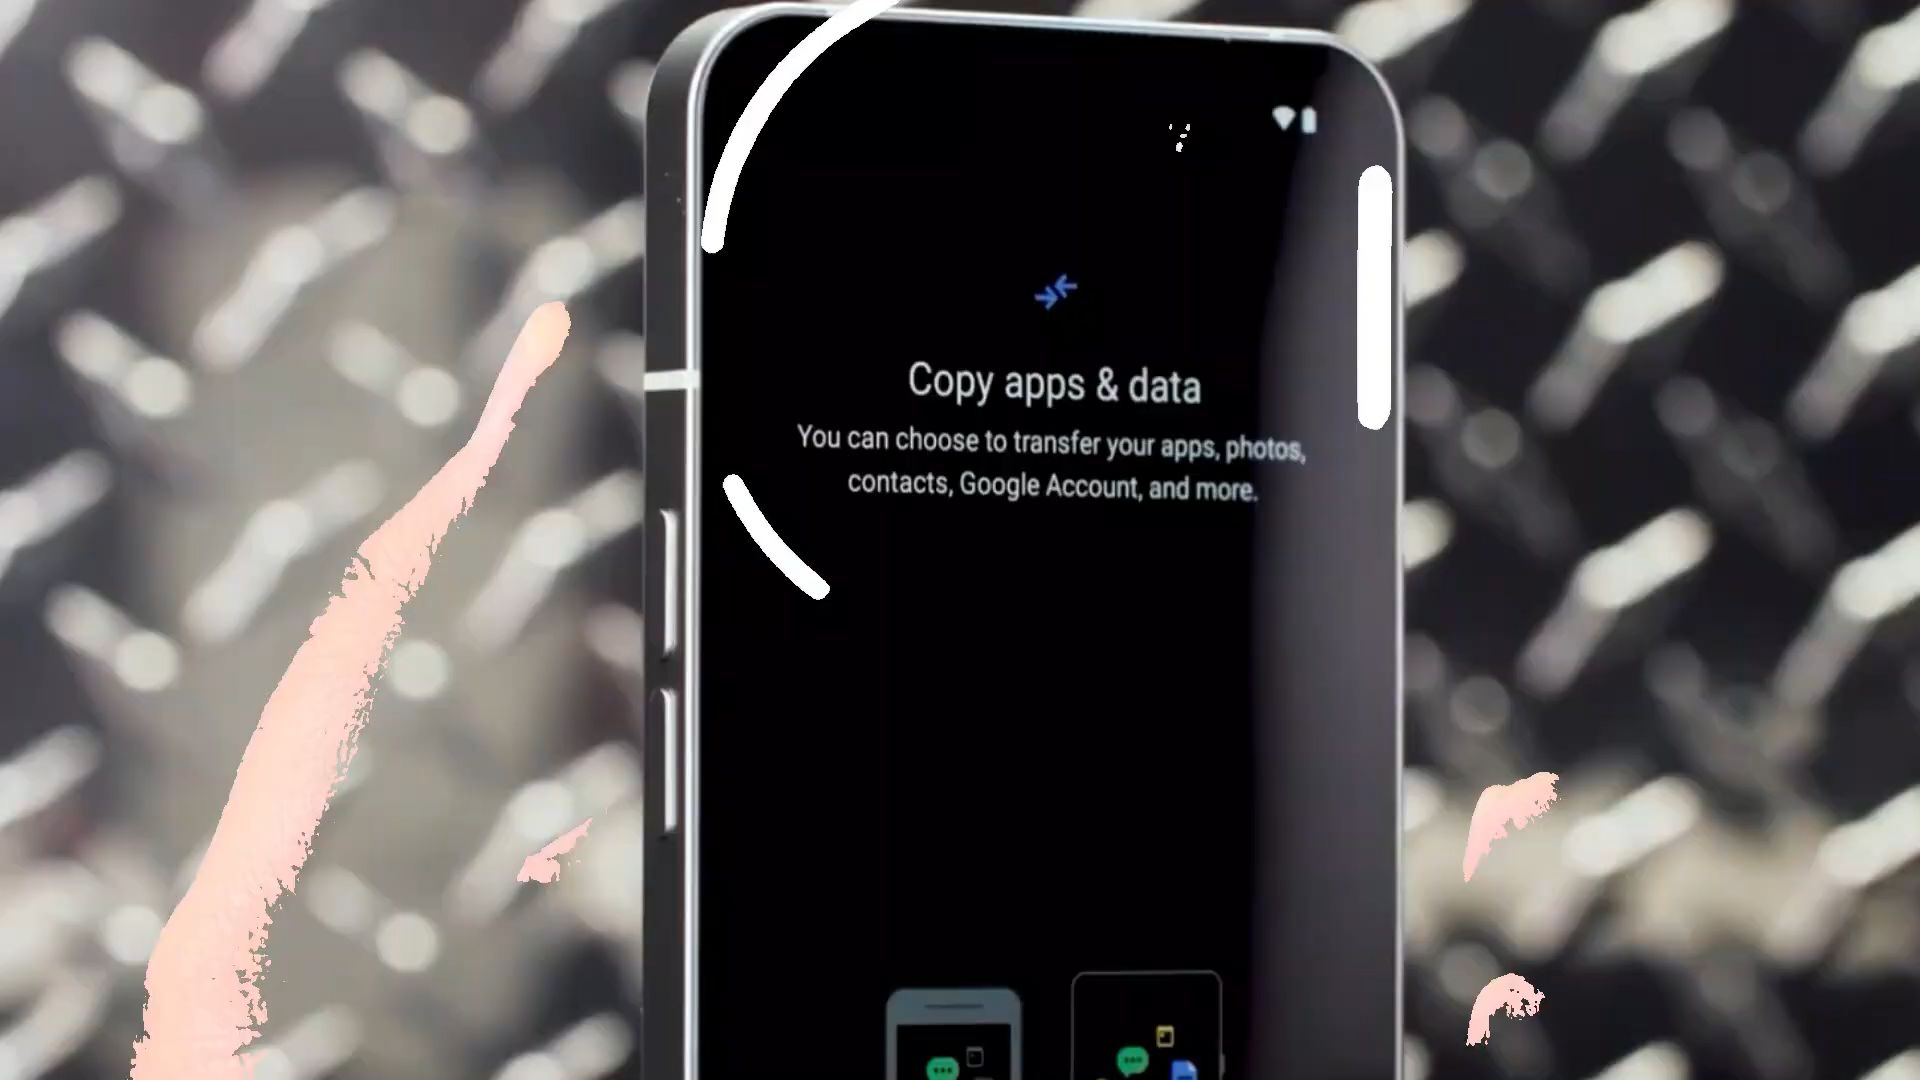 Copy apps & data
You can choose to transfer your apps, photos,
contacts, Google Account, and more.